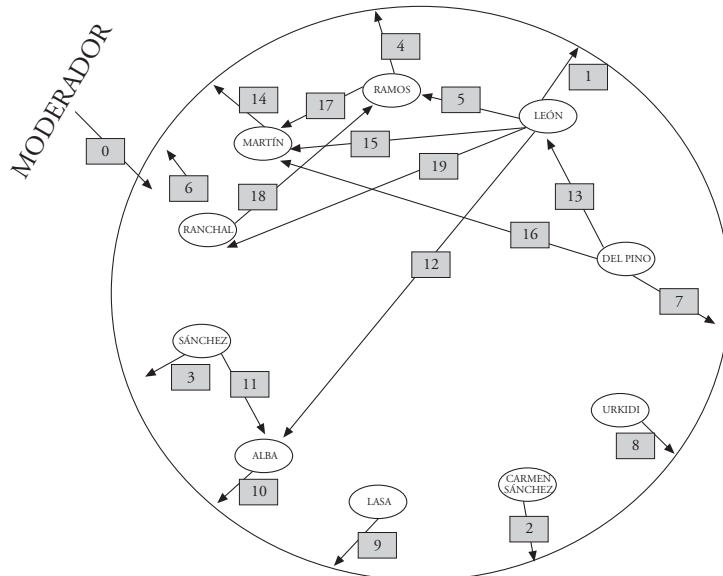 MODERADOR
0
4
RAMOS
1
14
17
5
LEÓN
MARTÍN
15
19
6
18
13
RANCHAL
16
12
DEL PINO
7
SÁNCHEZ
3
11
URKIDI
8
ALBA
10
LASA
9
CARMEN
SÁNCHEZ
2